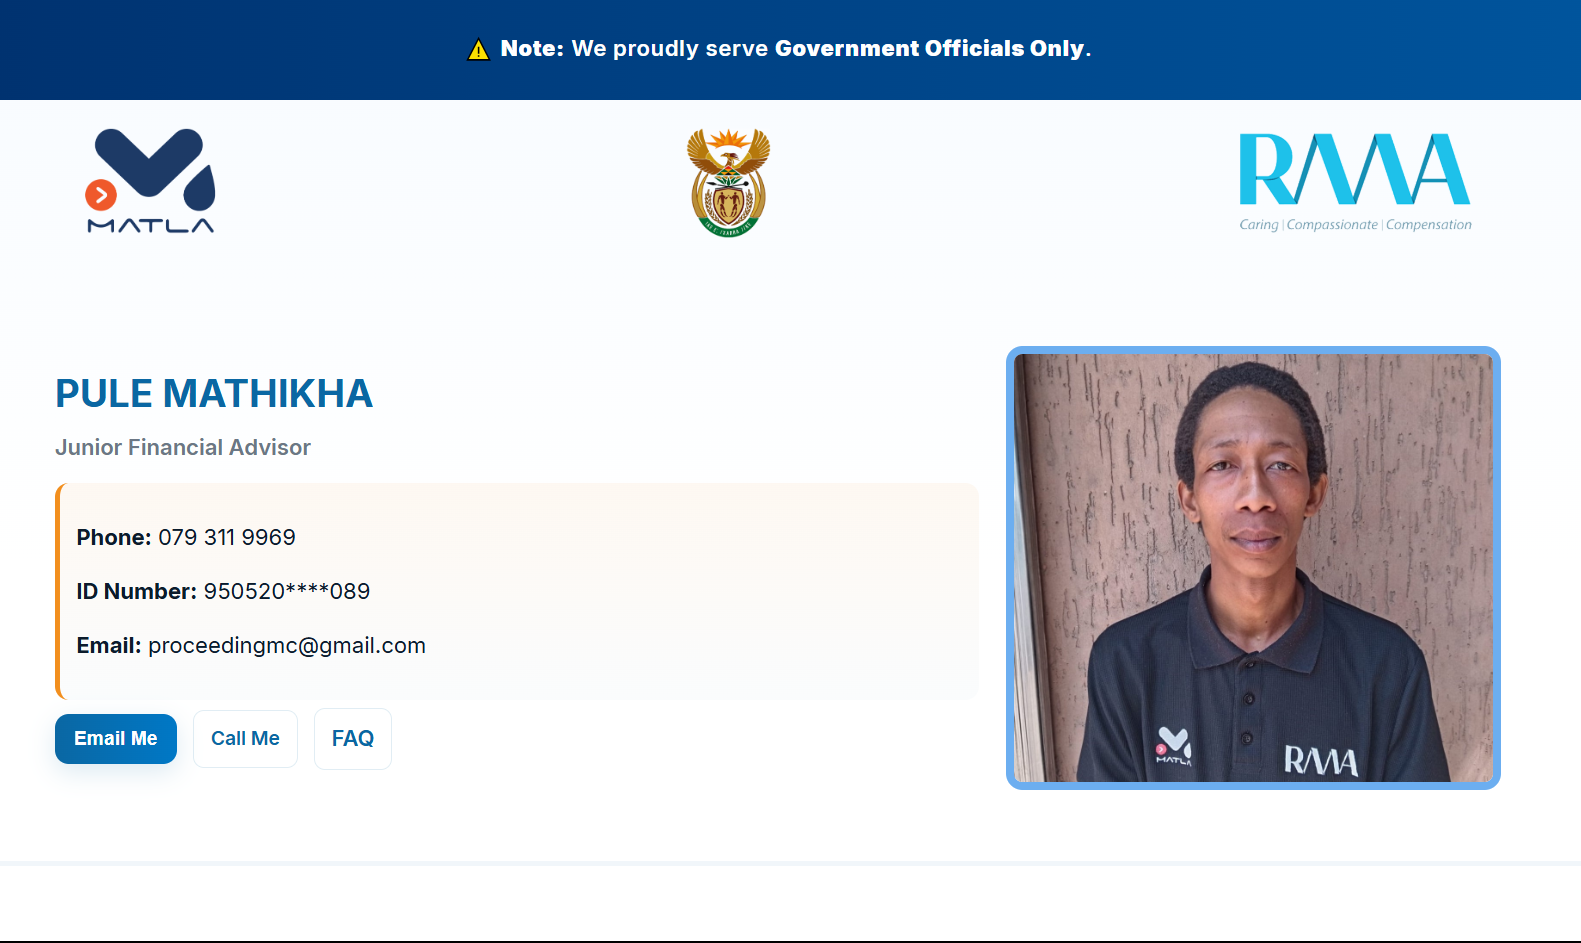 ⚠️ Note: We proudly serve Government Officials Only.
MATLA
RMA
Caring | Compassionate | Compensation
PULE MATHIKHA
Junior Financial Advisor
Phone: 079 311 9969
ID Number: 950520****089
Email: proceedingmc@gmail.com
Email Me
Call Me
FAQ
MATLA
RMA